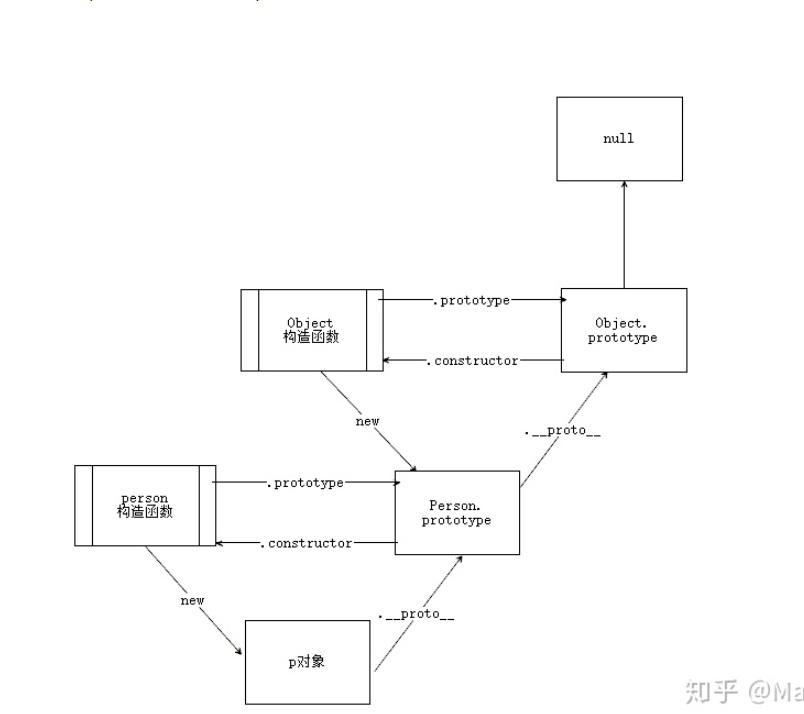 null
.prototype
Object
构造函数
Object.
prototype
.constructor
new
.__proto__
.prototype
person
构造函数
Person.
prototype
.constructor
new
.__proto__
p对象
知乎 @Ma